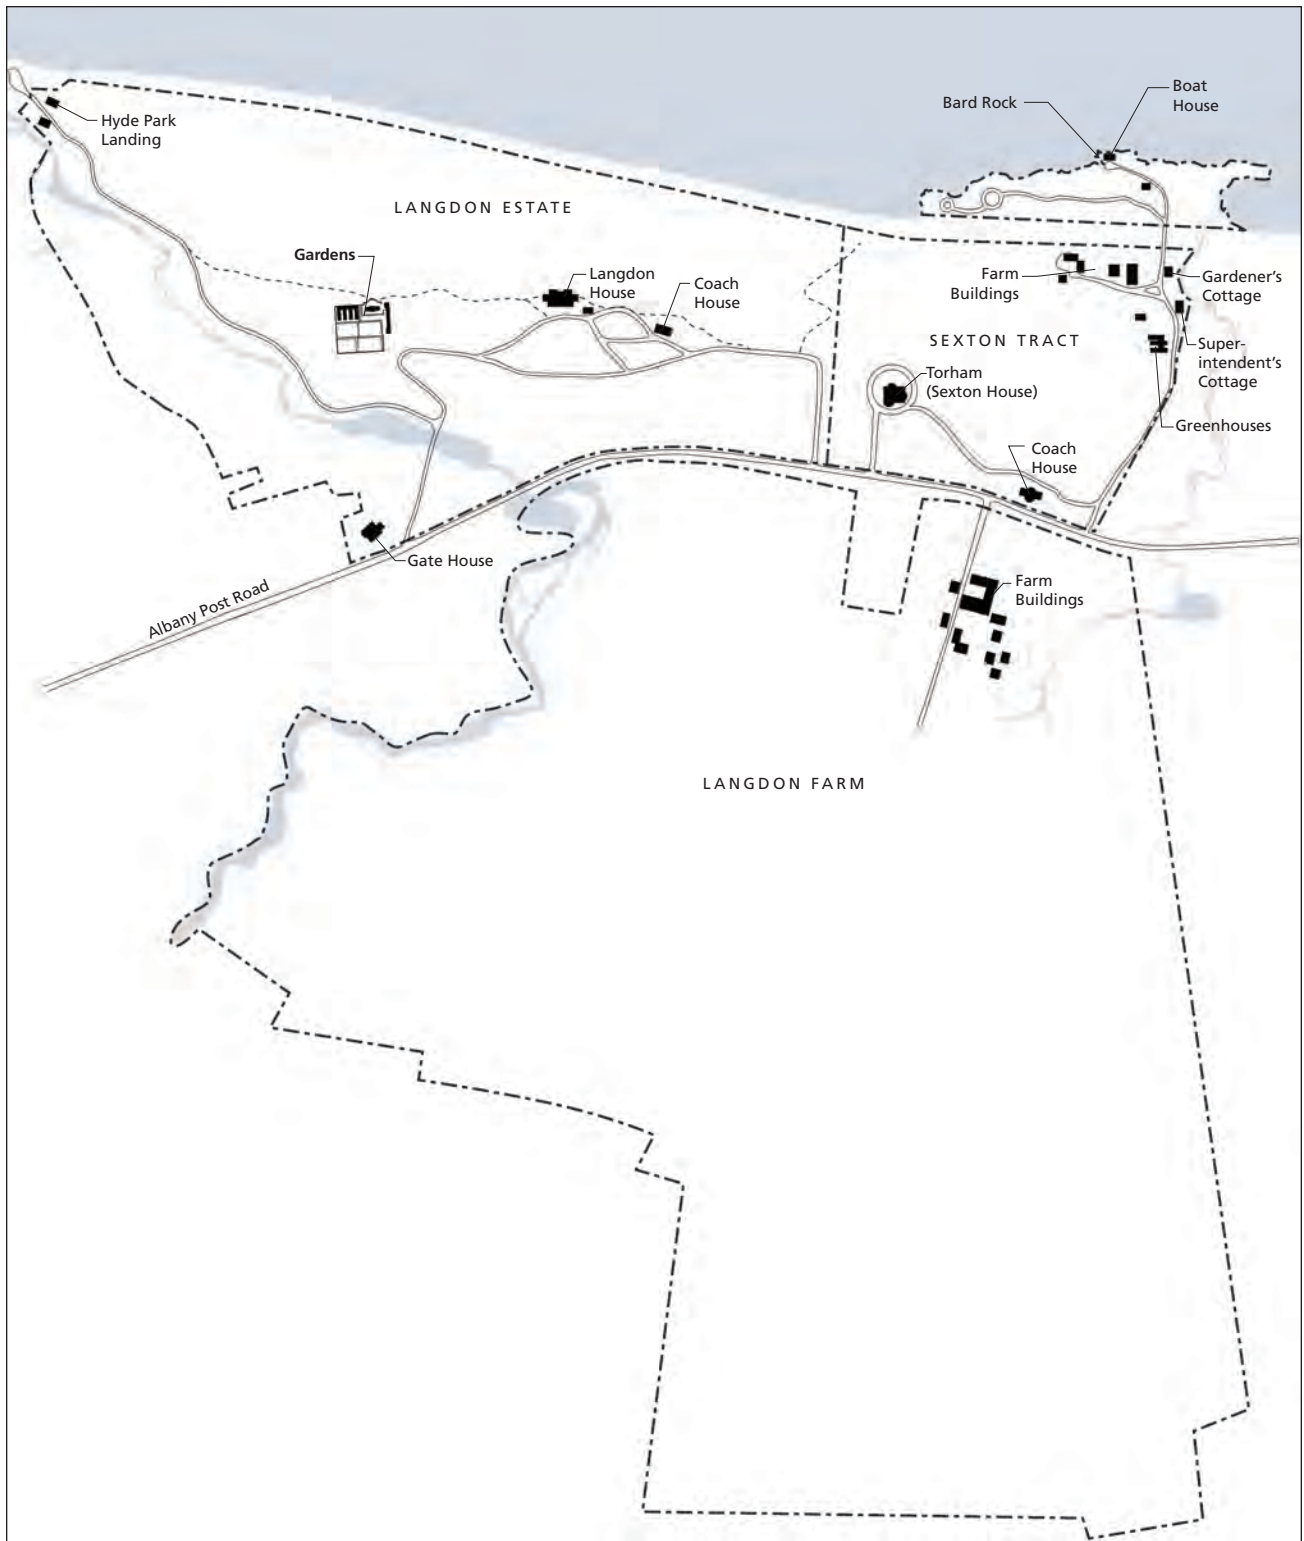 Boat
House
Bard Rock
Hyde Park
Landing
LANGDON ESTATE
Gardens
Langdon
House
Coach
House
Farm
Buildings
Gardener's
Cottage
SEXTON TRACT
Super-
intendent's
Cottage
Torham
(Sexton House)
Greenhouses
Coach
House
Gate House
Albany Post Road
Farm
Buildings
LANGDON FARM